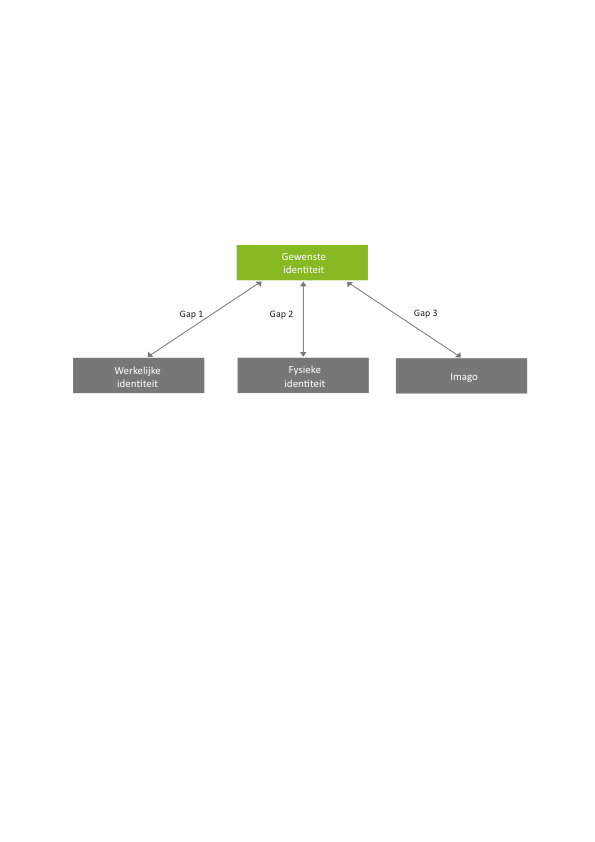 Gewenste
identiteit
Gap 1
Gap 2
Gap 3
Werkelijke
identiteit
Fysieke
identiteit
Imago